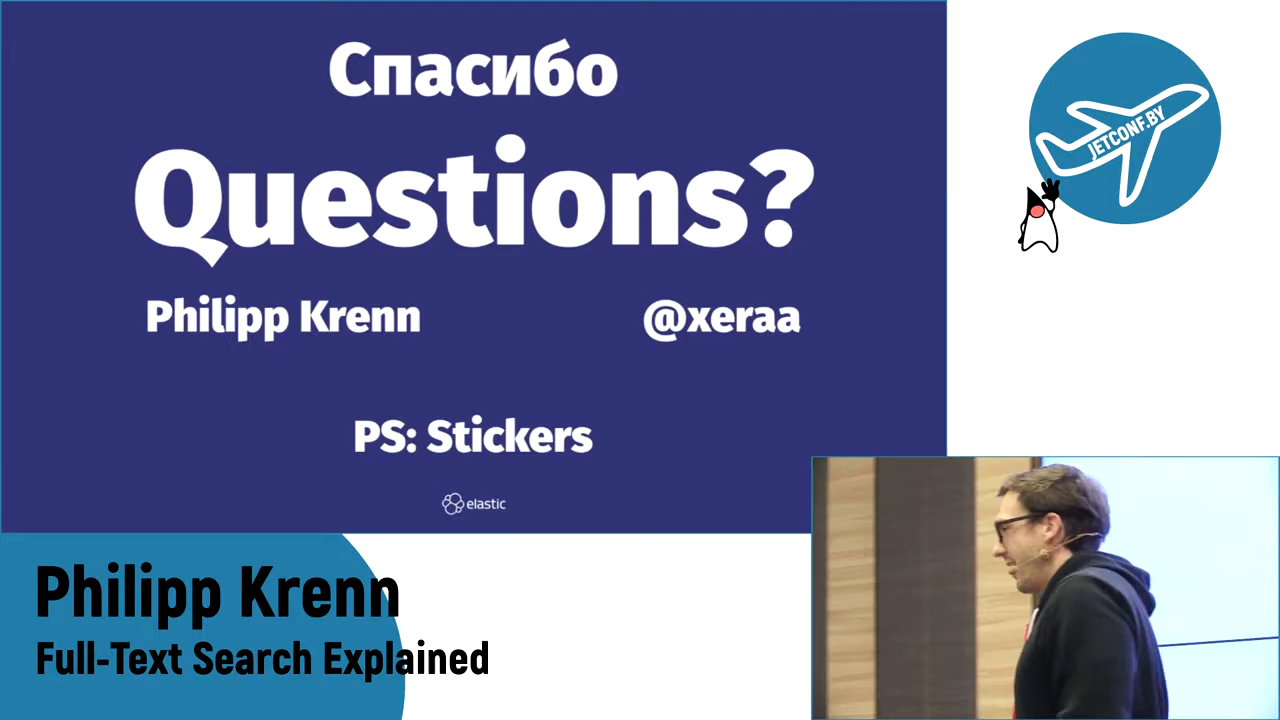 Спасибо
Questions?
Philipp Krenn
@xeraa
PS: Stickers
elastic
JETCONF.BY
Philipp Krenn
Full-Text Search Explained